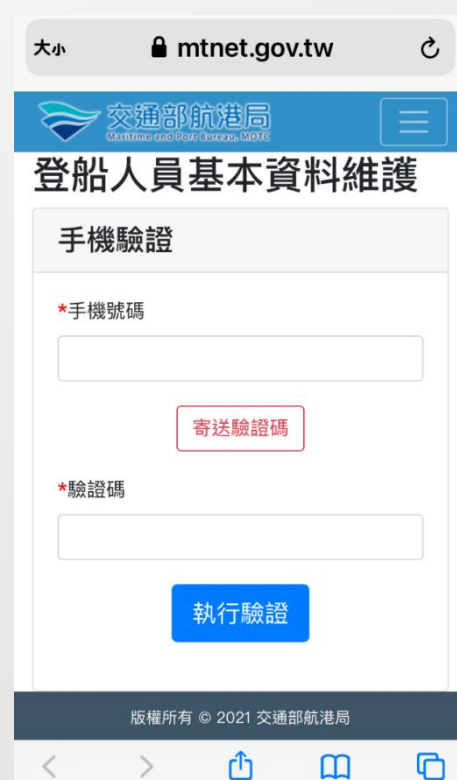 大小 mtnet.gov.tw
交通部航港局
Maritime and Port Bureau, MOTC
登船人員基本資料維護
手機驗證
*手機號碼
寄送驗證碼
*驗證碼
執行驗證
版權所有 © 2021 交通部航港局